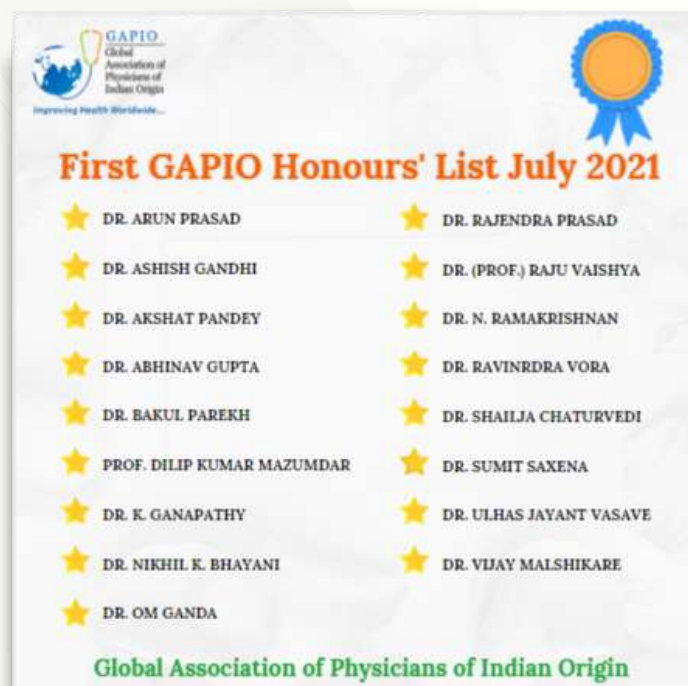 GAPIO
Global
Association of
Physicians of
Indian Origin
Improving Health Worldwide...
First GAPIO Honours' List July 2021
DR. ARUN PRASAD
DR. ASHISH GANDHI
DR. AKSHAT PANDEY
DR. ABHINAV GUPTA
DR. BAKUL PAREKH
PROF. DILIP KUMAR MAZUMDAR
DR. K. GANAPATHY
DR. NIKHIL K. BHAYANI
DR. OM GANDA
DR. RAJENDRA PRASAD
DR. (PROF.) RAJU VAISHYA
DR. N. RAMAKRISHNAN
DR. RAVINRDRA VORA
DR. SHAILJA CHATURVEDI
DR. SUMIT SAXENA
DR. ULHAS JAYANT VASAVE
DR. VIJAY MALSHIKARE
Global Association of Physicians of Indian Origin